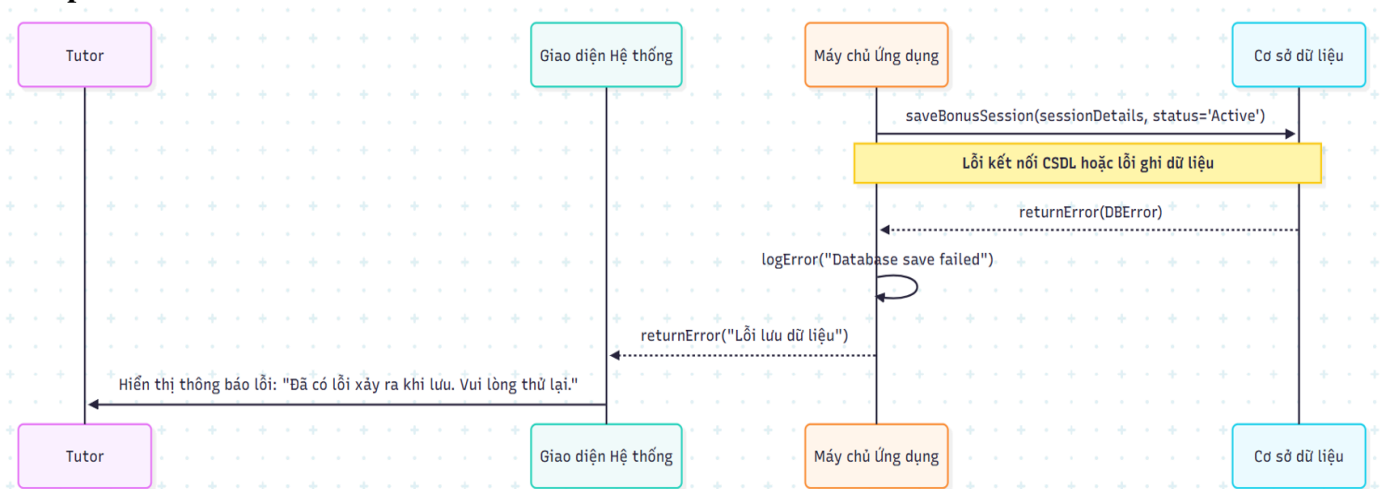 Tutor
Giao diện Hệ thống
Máy chủ Ứng dụng
Cơ sở dữ liệu
saveBonusSession(sessionDetails, status='Active')
Lỗi kết nối CSDL hoặc lỗi ghi dữ liệu
returnError(DBError)
logError("Database save failed")
returnError("Lỗi lưu dữ liệu")
Hiển thị thông báo lỗi: "Đã có lỗi xảy ra khi lưu. Vui lòng thử lại."
Tutor
Giao diện Hệ thống
Máy chủ Ứng dụng
Cơ sở dữ liệu